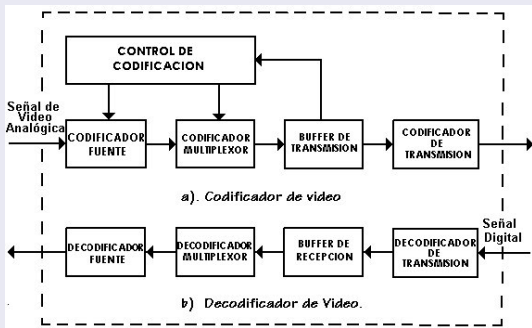 CONTROL DE
CODIFICACION
Señal de
Video
Analógica
CODIFICADOR
FUENTE
CODIFICADOR
MULTIPLEXOR
BUFFER DE
TRANSMISION
CODIFICADOR
DE
TRANSMISION
a). Codificador de video
Señal
Digital
DECODIFICADOR
FUENTE
DECODIFICADOR
MULTIPLEXOR
BUFFER DE
RECEPCION
DECODIFICADOR
DE
TRANSMISION
b) Decodificador de Video.